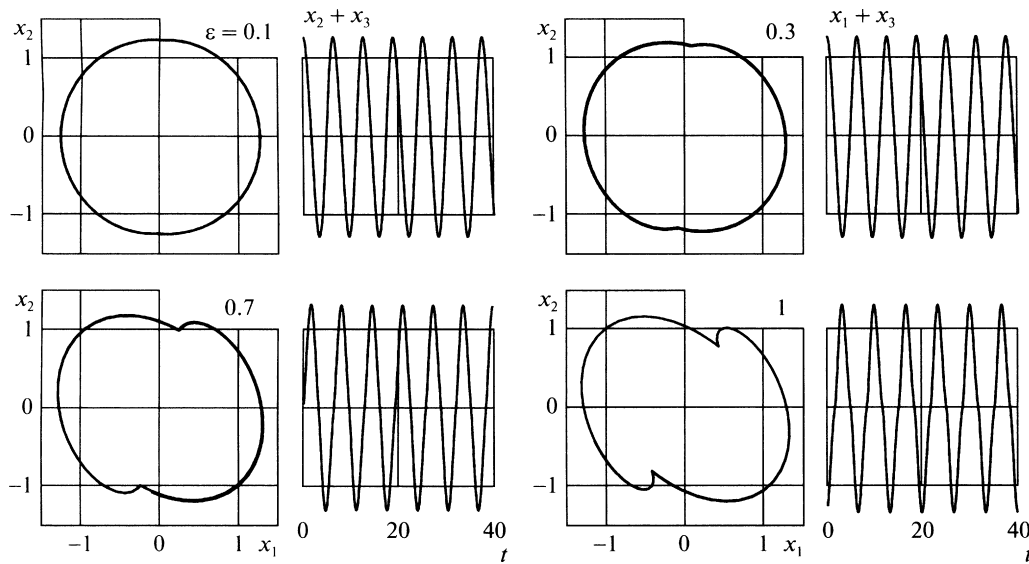 x₂ ε = 0.1 x₂ + x₃ x₂ 0.3 x₁ + x₃
1 1
0 0
−1 −1
x₂ 0.7 x₂ 1
1 1
0 0
−1 −1
−1 0 1 x₁ 0 20 40 −1 0 1 x₁ 0 20 40
t t